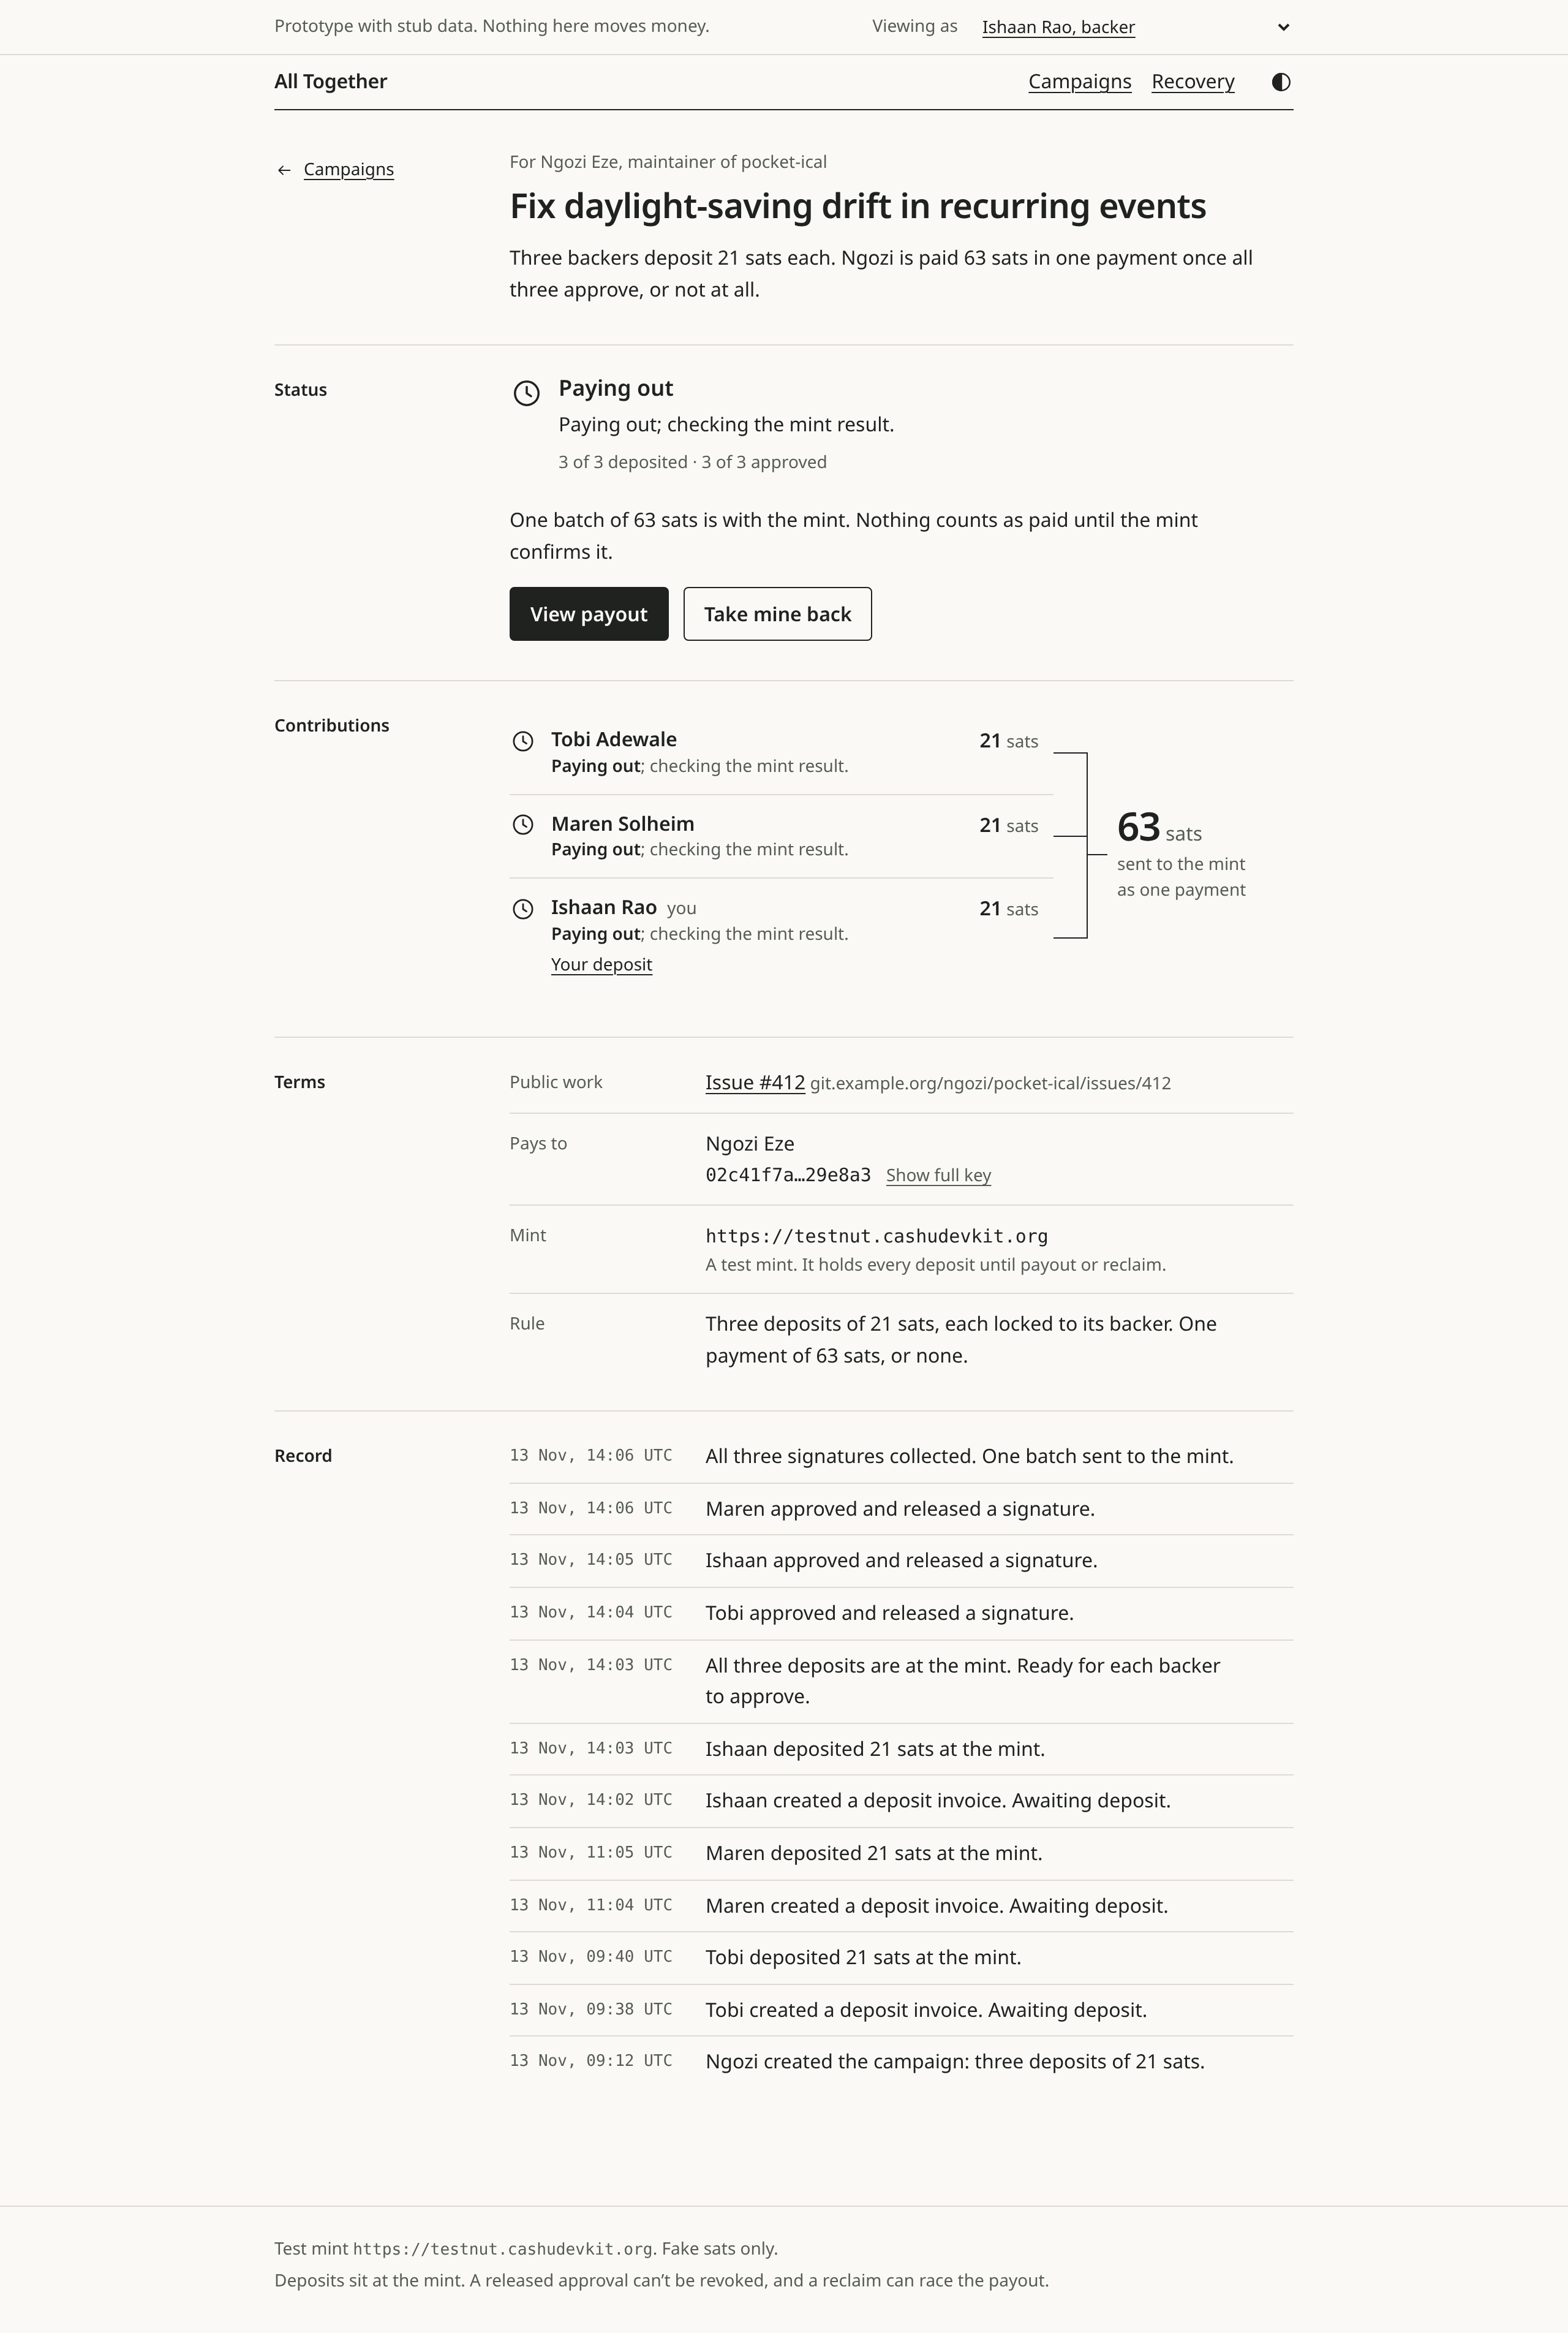 Prototype with stub data. Nothing here moves money.
Viewing as
Ishaan Rao, backer
All Together
Campaigns
Recovery
← Campaigns
For Ngozi Eze, maintainer of pocket-ical
Fix daylight-saving drift in recurring events
Three backers deposit 21 sats each. Ngozi is paid 63 sats in one payment once all
three approve, or not at all.
Status
Paying out
Paying out; checking the mint result.
3 of 3 deposited · 3 of 3 approved
One batch of 63 sats is with the mint. Nothing counts as paid until the mint
confirms it.
View payout
Take mine back
Contributions
Tobi Adewale
21 sats
Paying out; checking the mint result.
Maren Solheim
21 sats
Paying out; checking the mint result.
Ishaan Rao you
21 sats
Paying out; checking the mint result.
Your deposit
63 sats
sent to the mint
as one payment
Terms
Public work
Issue #412 git.example.org/ngozi/pocket-ical/issues/412
Pays to
Ngozi Eze
02c41f7a…29e8a3 Show full key
Mint
https://testnut.cashudevkit.org
A test mint. It holds every deposit until payout or reclaim.
Rule
Three deposits of 21 sats, each locked to its backer. One
payment of 63 sats, or none.
Record
13 Nov, 14:06 UTC All three signatures collected. One batch sent to the mint.
13 Nov, 14:06 UTC Maren approved and released a signature.
13 Nov, 14:05 UTC Ishaan approved and released a signature.
13 Nov, 14:04 UTC Tobi approved and released a signature.
13 Nov, 14:03 UTC All three deposits are at the mint. Ready for each backer
to approve.
13 Nov, 14:03 UTC Ishaan deposited 21 sats at the mint.
13 Nov, 14:02 UTC Ishaan created a deposit invoice. Awaiting deposit.
13 Nov, 11:05 UTC Maren deposited 21 sats at the mint.
13 Nov, 11:04 UTC Maren created a deposit invoice. Awaiting deposit.
13 Nov, 09:40 UTC Tobi deposited 21 sats at the mint.
13 Nov, 09:38 UTC Tobi created a deposit invoice. Awaiting deposit.
13 Nov, 09:12 UTC Ngozi created the campaign: three deposits of 21 sats.
Test mint https://testnut.cashudevkit.org. Fake sats only.
Deposits sit at the mint. A released approval can’t be revoked, and a reclaim can race the payout.